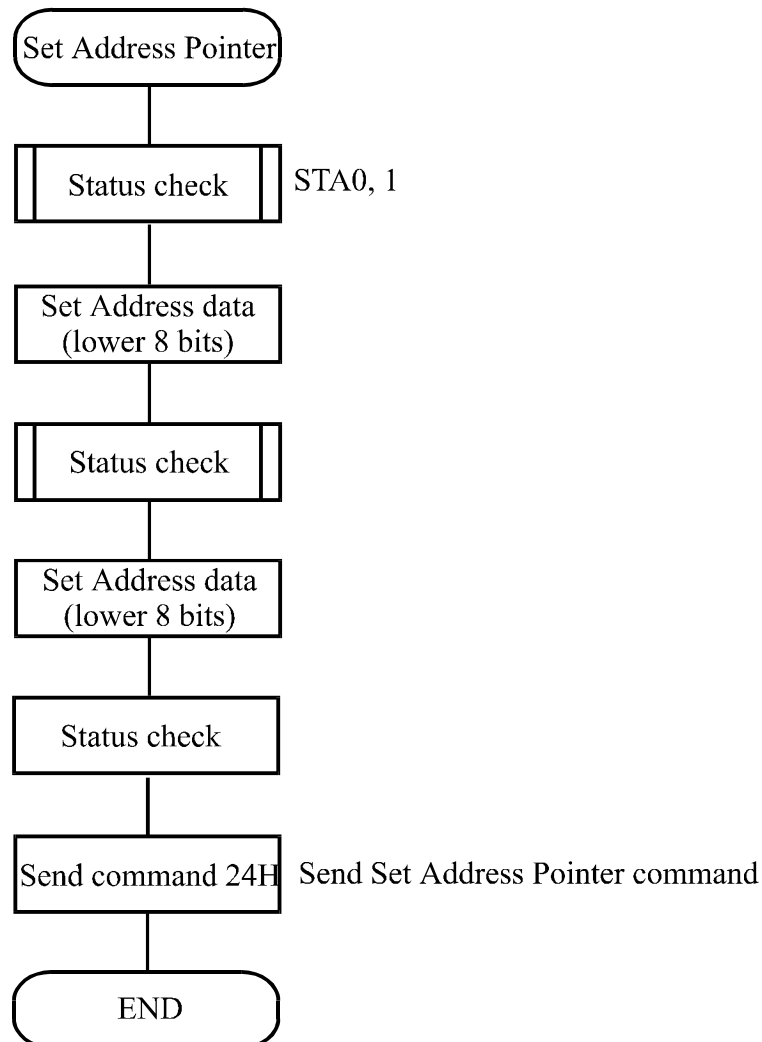 Set Address Pointer
Status check
STA0, 1
Set Address data
(lower 8 bits)
Status check
Set Address data
(lower 8 bits)
Status check
Send command 24H
Send Set Address Pointer command
END